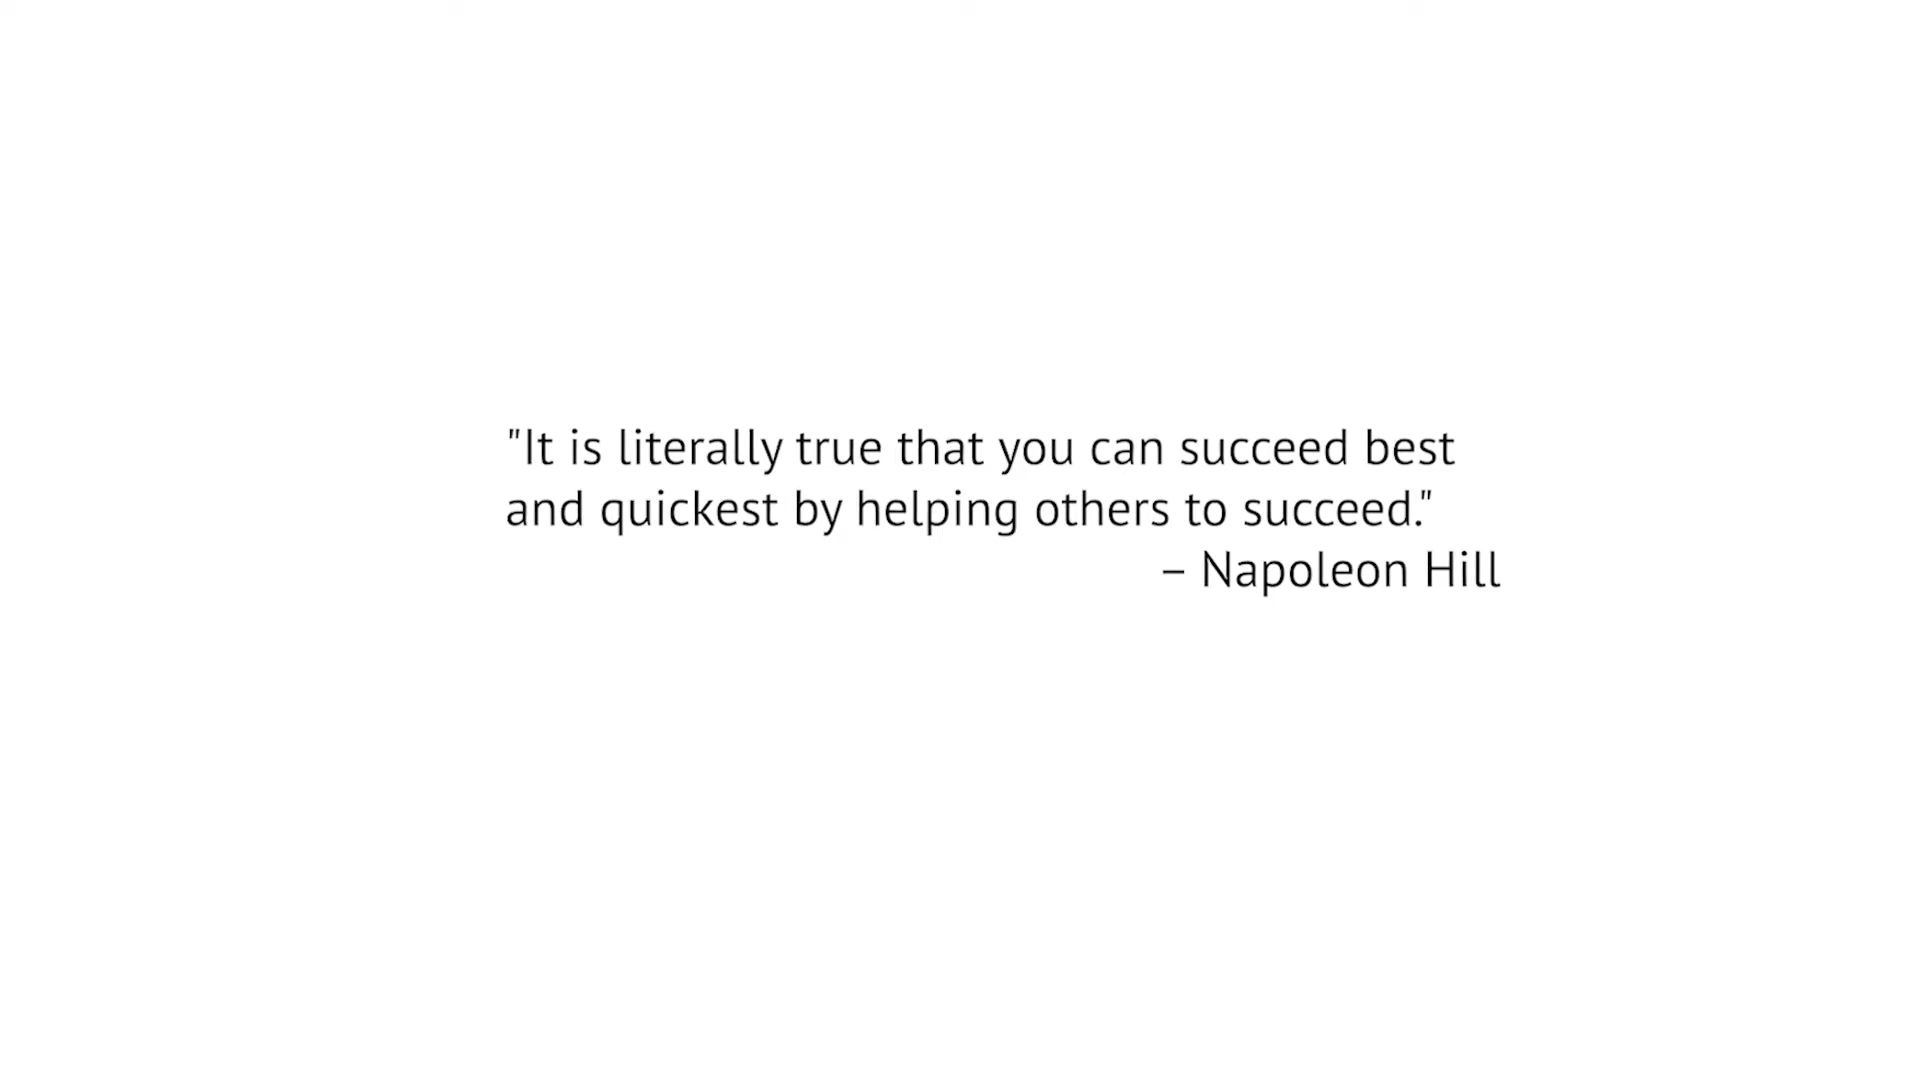 "It is literally true that you can succeed best
and quickest by helping others to succeed."
– Napoleon Hill